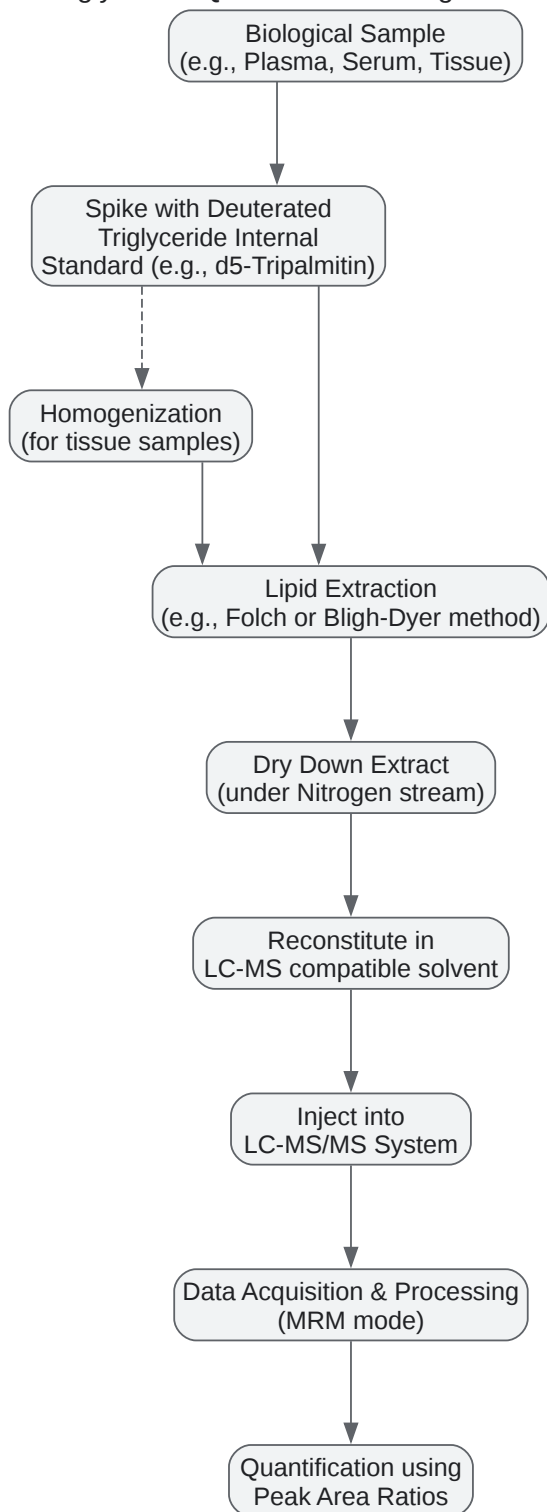 Biological Sample
(e.g., Plasma, Serum, Tissue)
Spike with Deuterated
Triglyceride Internal
Standard (e.g., d5-Tripalmitin)
Homogenization
(for tissue samples)
Lipid Extraction
(e.g., Folch or Bligh-Dyer method)
Dry Down Extract
(under Nitrogen stream)
Reconstitute in
LC-MS compatible solvent
Inject into
LC-MS/MS System
Data Acquisition & Processing
(MRM mode)
Quantification using
Peak Area Ratios